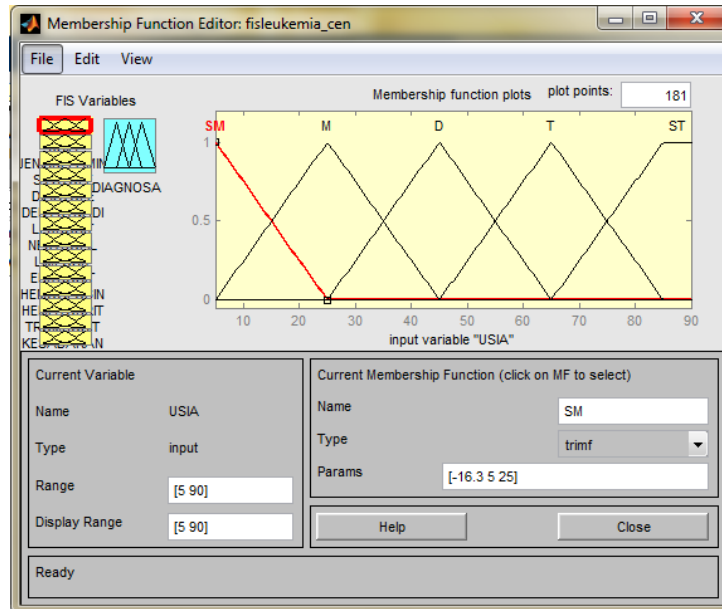 Membership Function Editor: fisleukemia_cen
File Edit View
FIS Variables
DIAGNOSA
Membership function plots plot points: 181
SM M D T ST
1
0.5
0
10 20 30 40 50 60 70 80 90
input variable "USIA"
Current Variable
Name USIA
Type input
Range [5 90]
Display Range [5 90]
Current Membership Function (click on MF to select)
Name SM
Type trimf
Params [-16.3 5 25]
Help Close
Ready